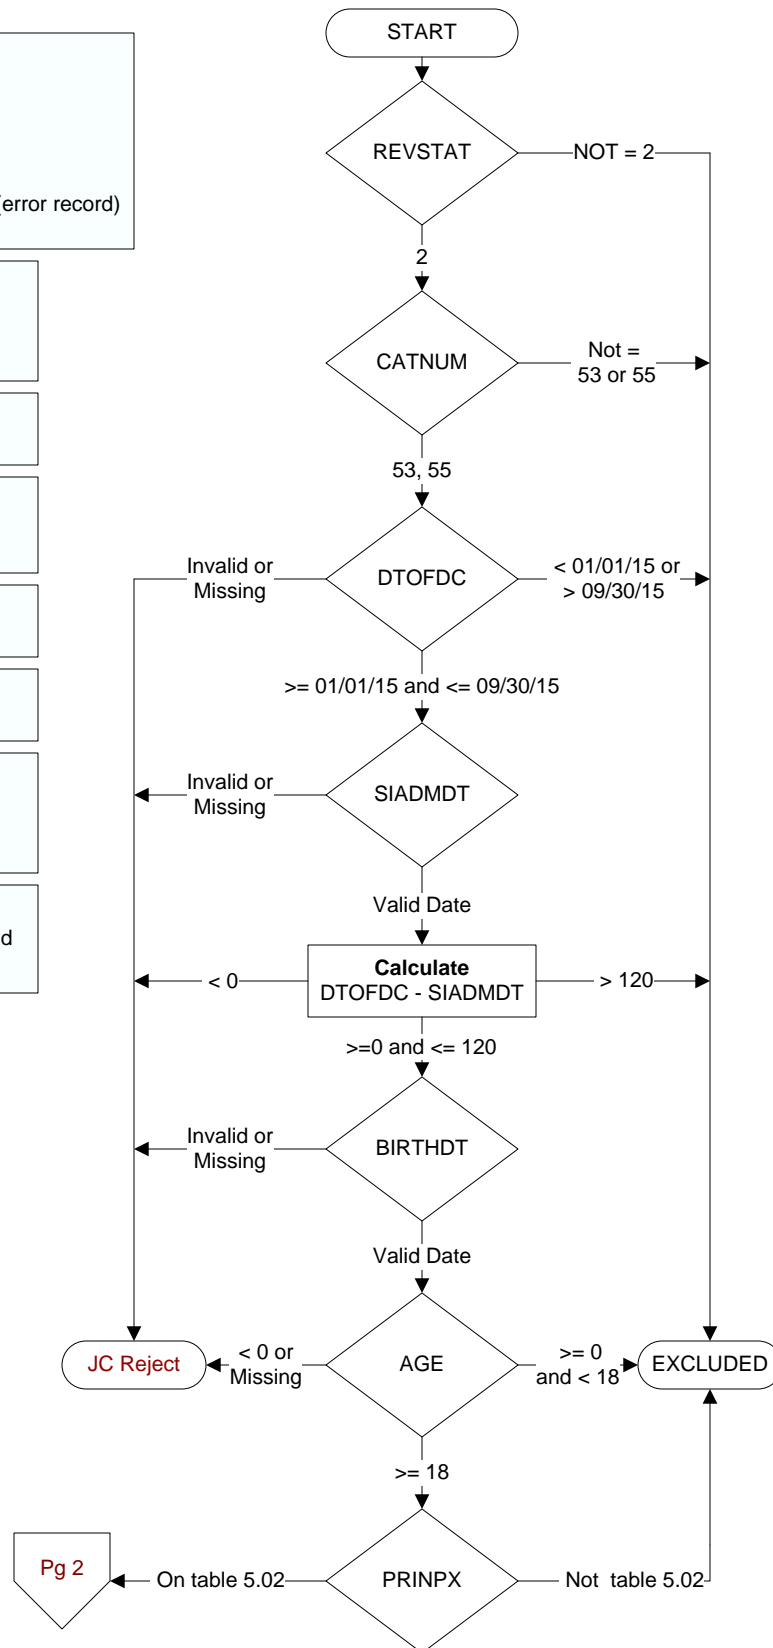 START
REVSTAT
NOT = 2
(error record)
2
CATNUM
Not =
53 or 55
53, 55
Invalid or
Missing
DTOFDC
< 01/01/15 or
> 09/30/15
>= 01/01/15 and <= 09/30/15
Invalid or
Missing
SIADMDT
Valid Date
d
< 0
Calculate
DTOFDC - SIADMDT
> 120
>=0 and <= 120
Invalid or
Missing
BIRTHDT
Valid Date
JC Reject
< 0 or
Missing
AGE
>= 0
and < 18
EXCLUDED
>= 18
Pg 2
On table 5.02
PRINPX
Not  table 5.02